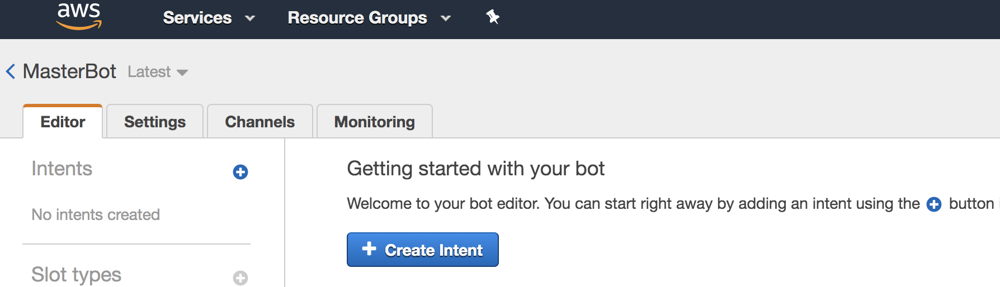 aws Services Resource Groups
MasterBot Latest
Editor Settings Channels Monitoring
Intents
No intents created
Slot types
Getting started with your bot
Welcome to your bot editor. You can start right away by adding an intent using the button
Create Intent